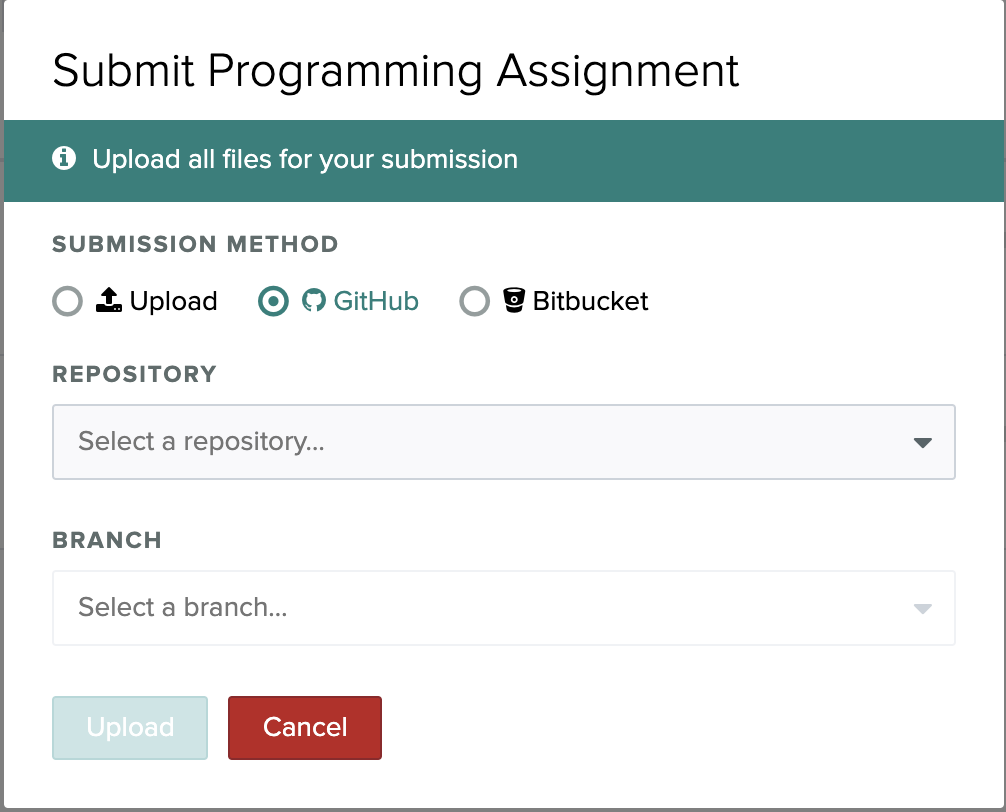 Submit Programming Assignment
Upload all files for your submission
SUBMISSION METHOD
Upload GitHub Bitbucket
REPOSITORY
Select a repository...
BRANCH
Select a branch...
Upload Cancel